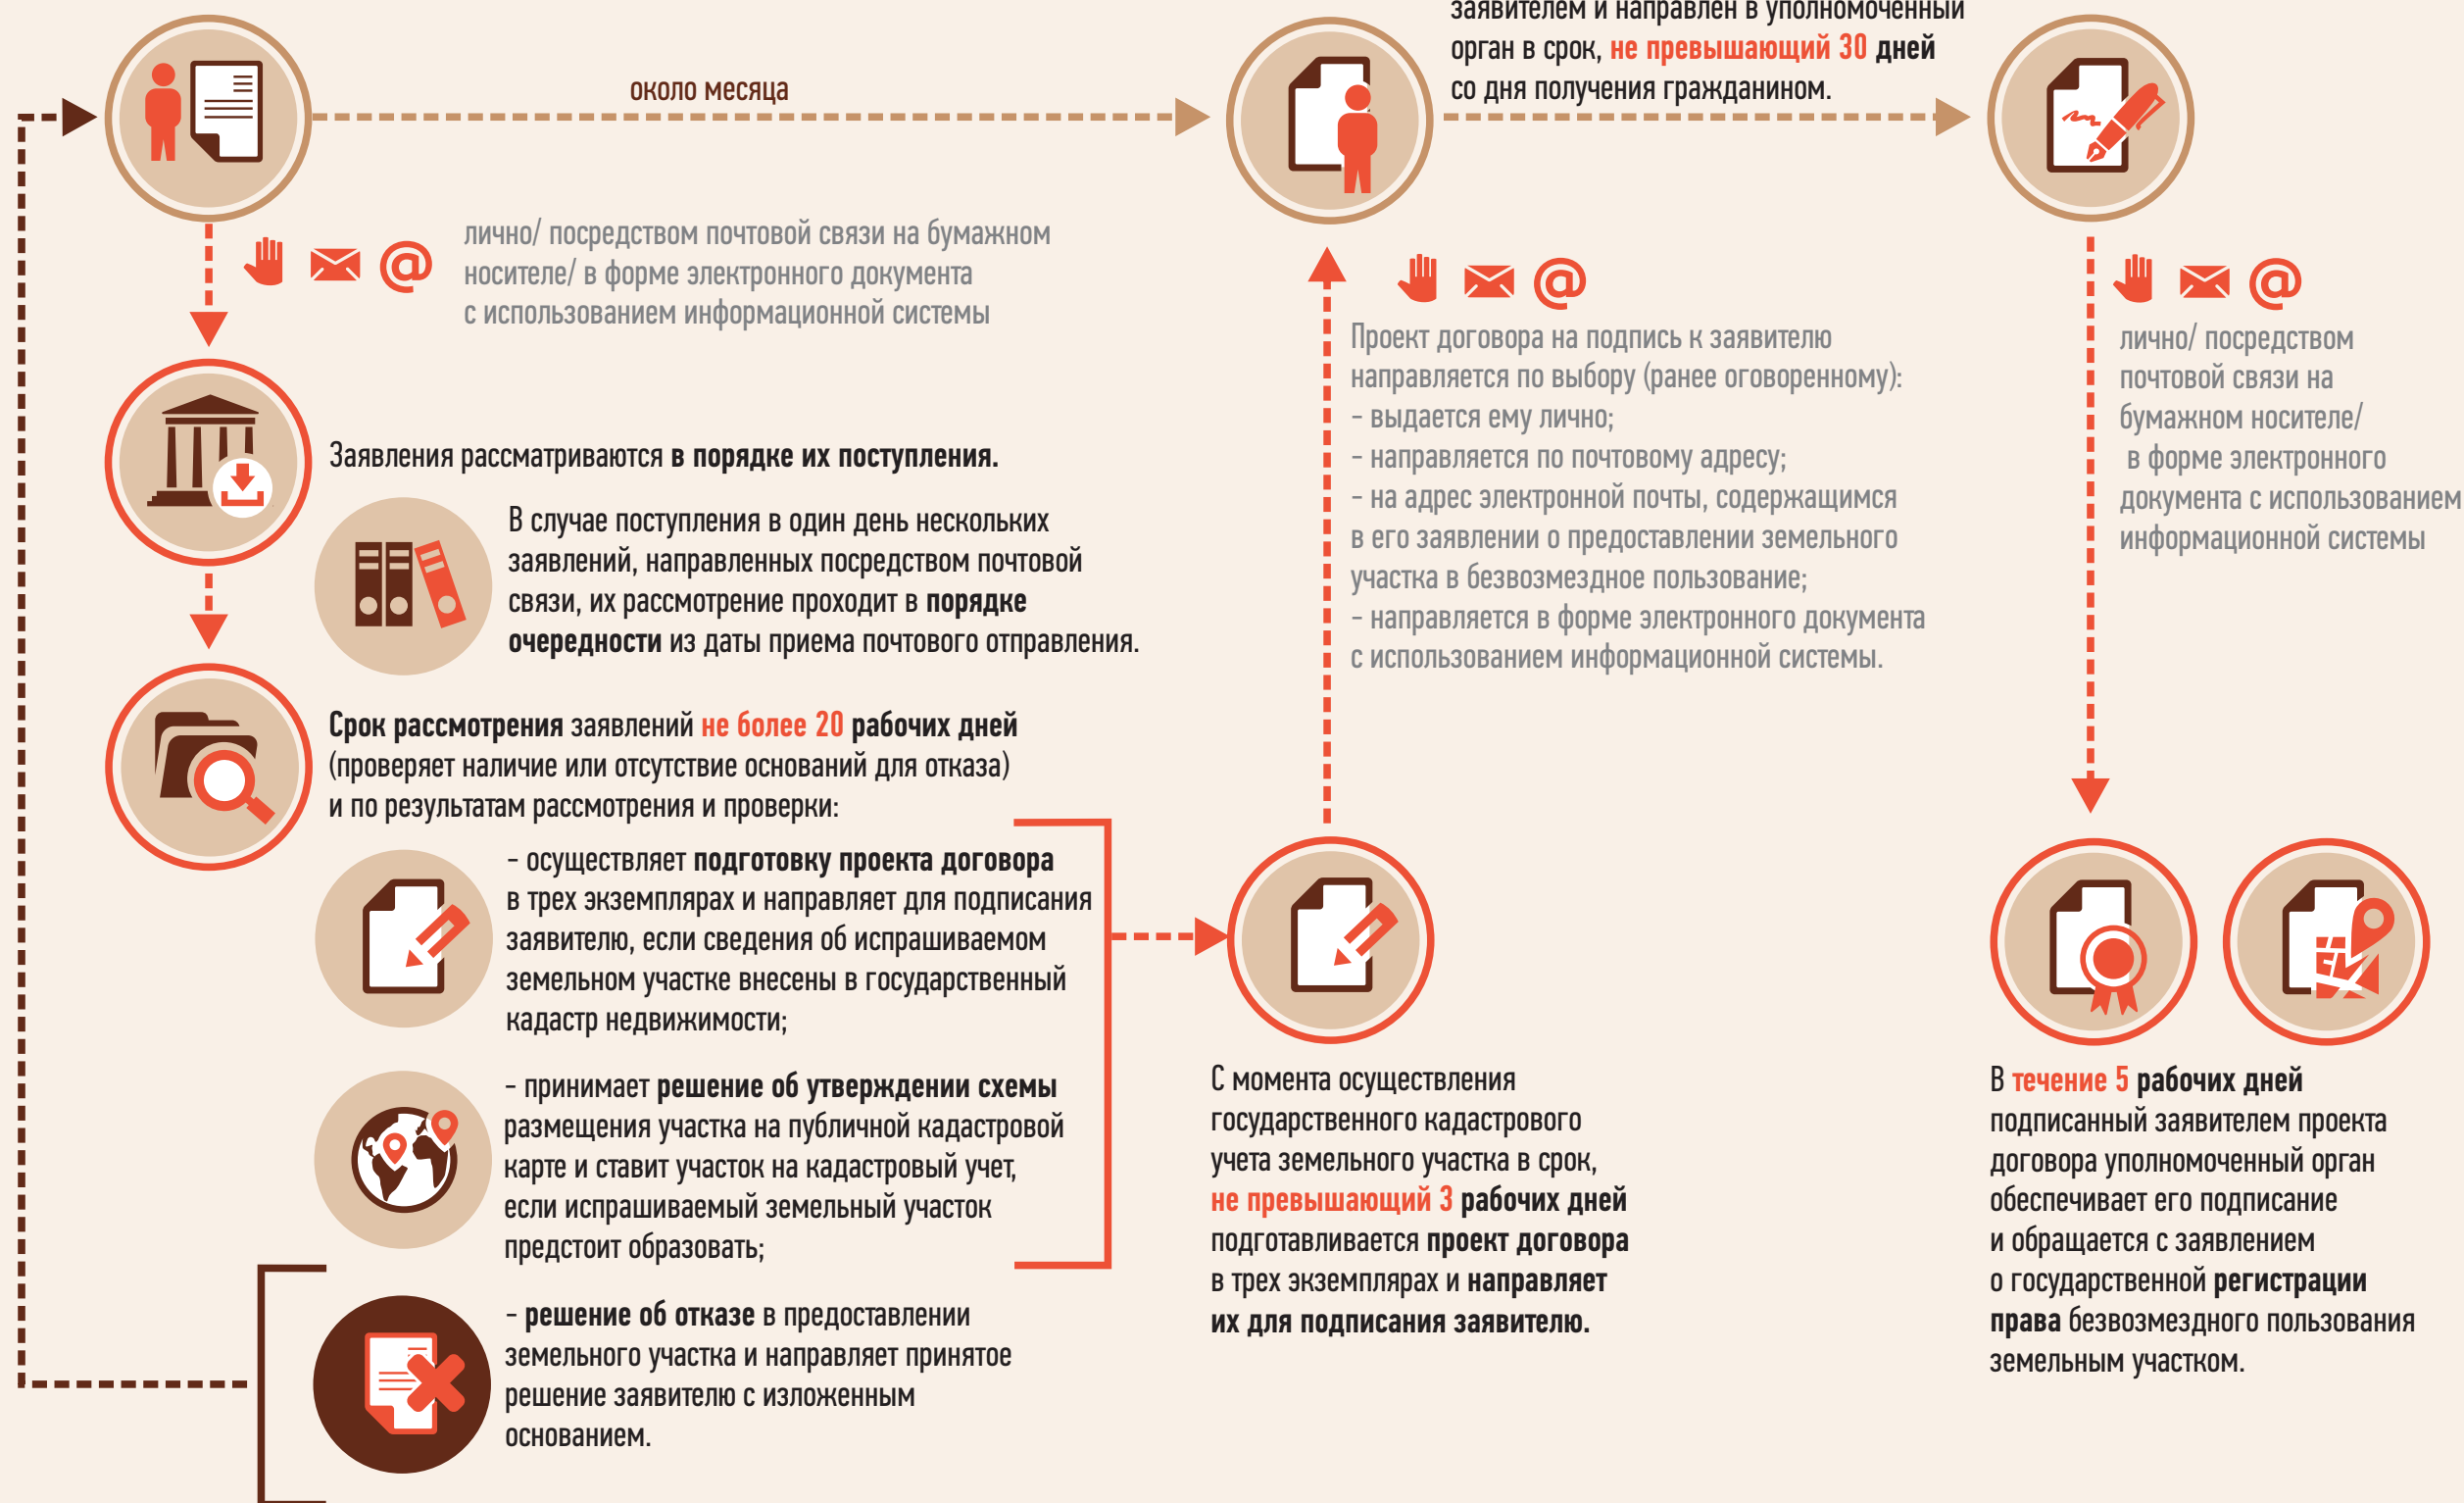 заявителем и направлен в уполномоченный
орган в срок, не превышающий 30 дней
со дня получения гражданином.
около месяца
лично/ посредством почтовой связи на бумажном
носителе/ в форме электронного документа
с использованием информационной системы
Заявления рассматриваются в порядке их поступления.
В случае поступления в один день нескольких
заявлений, направленных посредством почтовой
связи, их рассмотрение проходит в порядке
очередности из даты приема почтового отправления.
Срок рассмотрения заявлений не более 20 рабочих дней
(проверяет наличие или отсутствие оснований для отказа)
и по результатам рассмотрения и проверки:
– осуществляет подготовку проекта договора
в трех экземплярах и направляет для подписания
заявителю, если сведения об испрашиваемом
земельном участке внесены в государственный
кадастр недвижимости;
– принимает решение об утверждении схемы
размещения участка на публичной кадастровой
карте и ставит участок на кадастровый учет,
если испрашиваемый земельный участок
предстоит образовать;
– решение об отказе в предоставлении
земельного участка и направляет принятое
решение заявителю с изложенным
основанием.
Проект договора на подпись к заявителю
направляется по выбору (ранее оговоренному):
– выдается ему лично;
– направляется по почтовому адресу;
– на адрес электронной почты, содержащимся
в его заявлении о предоставлении земельного
участка в безвозмездное пользование;
– направляется в форме электронного документа
с использованием информационной системы.
С момента осуществления
государственного кадастрового
учета земельного участка в срок,
не превышающий 3 рабочих дней
подготавливается проект договора
в трех экземплярах и направляет
их для подписания заявителю.
лично/ посредством
почтовой связи на
бумажном носителе/
в форме электронного
документа с использованием
информационной системы
В течение 5 рабочих дней
подписанный заявителем проекта
договора уполномоченный орган
обеспечивает его подписание
и обращается с заявлением
о государственной регистрации
права безвозмездного пользования
земельным участком.